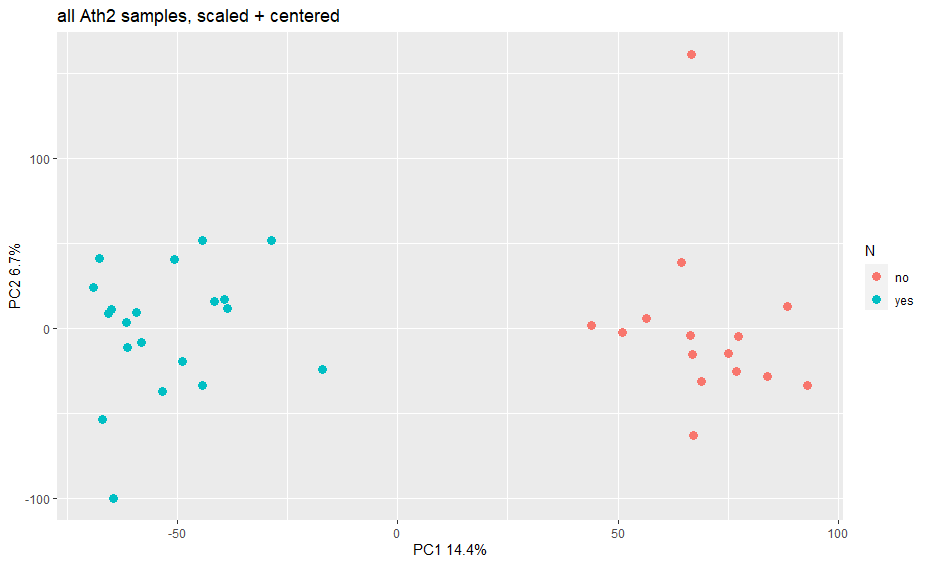 all Ath2 samples, scaled + centered
PC2 6.7%
100
0
-100
-50
0
50
100
PC1 14.4%
N
no
yes